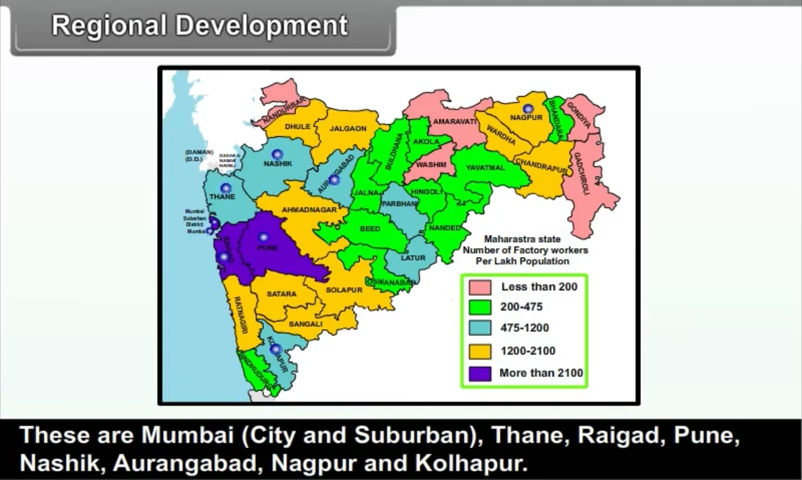 Regional Development
NANDURBAR
DHULE
JALGAON
AMARAVATI
NAGPUR
BHANDARA
GONDIYA
WARDHA
AKOLA
BULDHANA
WASHIM
YAVATMAL
CHANDRAPUR
GADCHIROLI
(DAMAN)
(D.D.)
NASHIK
AURANGABAD
JALNA
HINGOLI
PARBHANI
THANE
AHMADNAGAR
Mumbai
Suburban
District
Mumbai
BEED
NANDED
PUNE
LATUR
OSMANABAD
SOLAPUR
SATARA
RATNAGIRI
SANGALI
KOLHAPUR
SINDHUDURG
Maharastra state
Number of Factory workers
Per Lakh Population
Less than 200
200-475
475-1200
1200-2100
More than 2100
These are Mumbai (City and Suburban), Thane, Raigad, Pune,
Nashik, Aurangabad, Nagpur and Kolhapur.